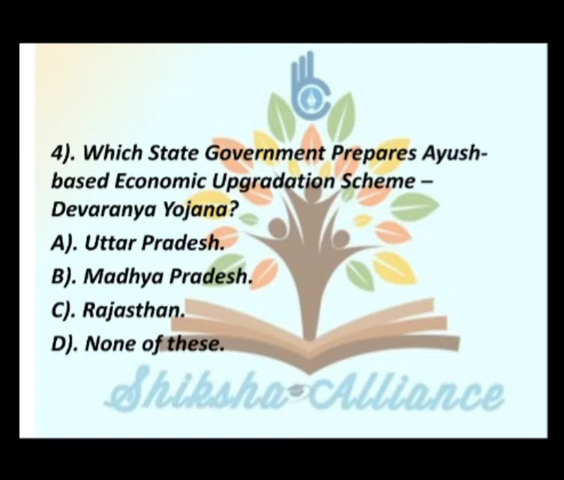 4). Which State Government Prepares Ayush-
based Economic Upgradation Scheme –
Devaranya Yojana?
A). Uttar Pradesh.
B). Madhya Pradesh.
C). Rajasthan.
D). None of these.
Shiksha Alliance